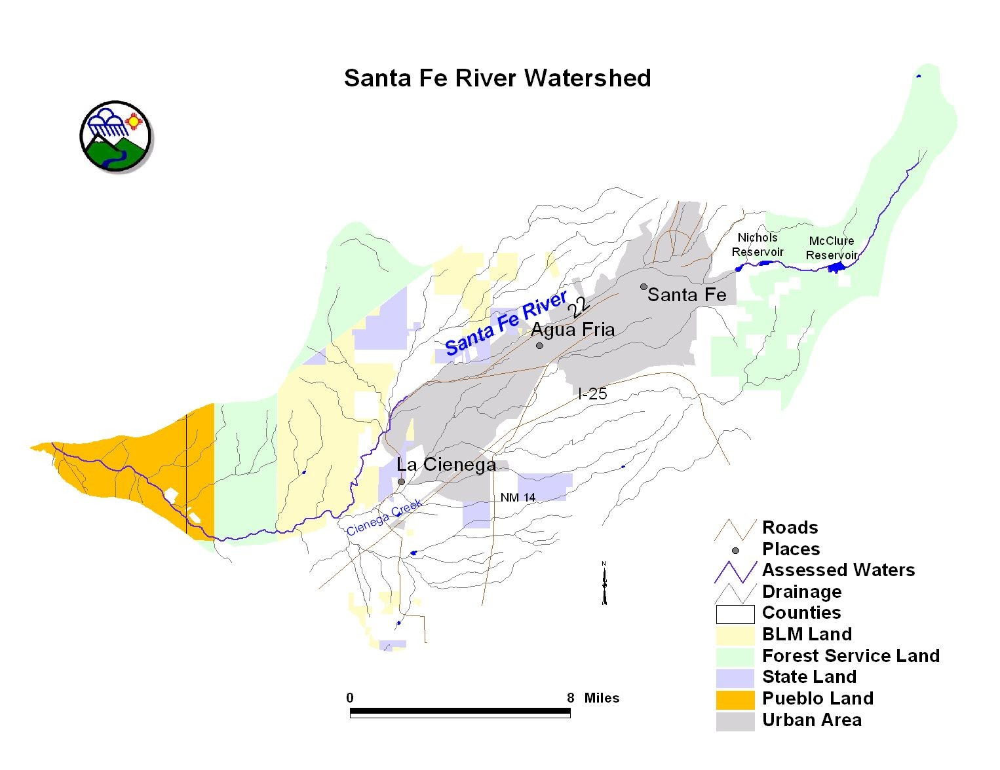 Santa Fe River Watershed
Nichols
Reservoir
McClure
Reservoir
Santa Fe
22
Santa Fe River
Agua Fria
I-25
La Cienega
NM 14
Cienega Creek
Roads
Places
Assessed Waters
Drainage
Counties
BLM Land
Forest Service Land
State Land
Pueblo Land
Urban Area
N
0 8 Miles